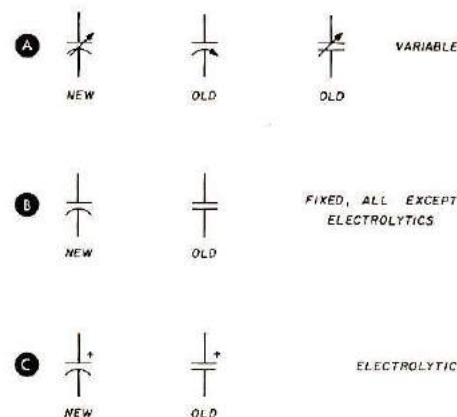 A
VARIABLE
NEW
OLD
OLD
B
FIXED, ALL EXCEPT
ELECTROLYTICS
NEW
OLD
C
+
+
ELECTROLYTIC
NEW
OLD